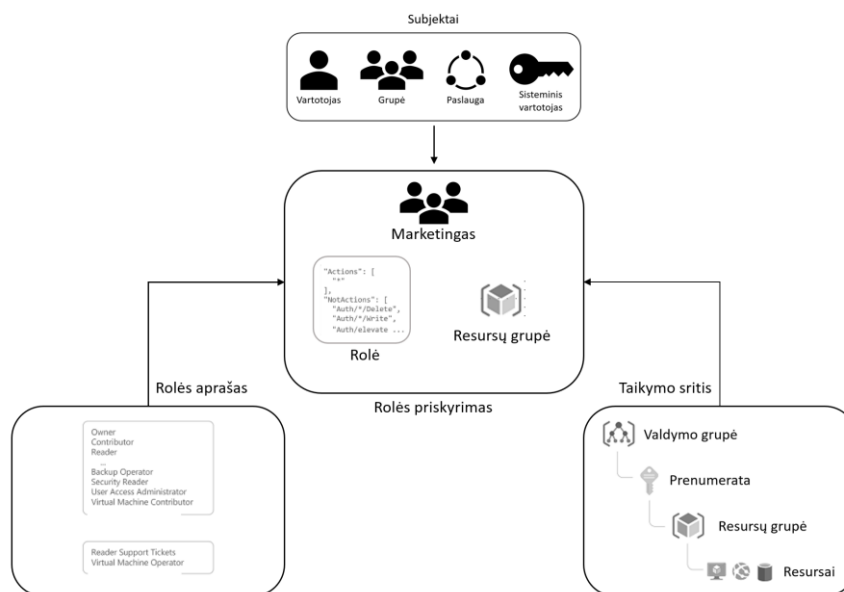 Subjektai
Vartotojas
Grupė
Paslauga
Sisteminis
vartotojas
Marketingas
"Actions": [
"*"
],
"NotActions": [
"Auth/*/Delete",
"Auth/*/Write",
"Auth/elevate ...
Rolė
Resursų grupė
Rolės priskyrimas
Rolės aprašas
Owner
Contributor
Reader
...
Backup Operator
Security Reader
User Access Administrator
Virtual Machine Contributor
Reader Support Tickets
Virtual Machine Operator
Taikymo sritis
Valdymo grupė
Prenumerata
Resursų grupė
Resursai